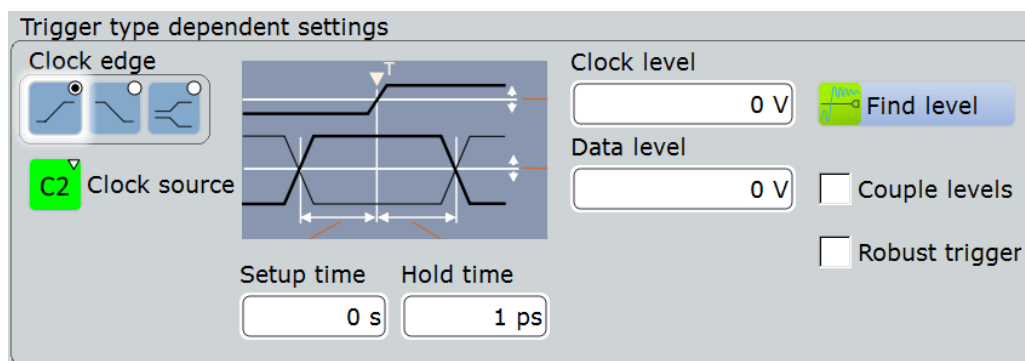 Trigger type dependent settings
Clock edge
T
Clock level
0 V
Find level
C2 Clock source
Data level
0 V
Couple levels
Robust trigger
Setup time
Hold time
0 s
1 ps